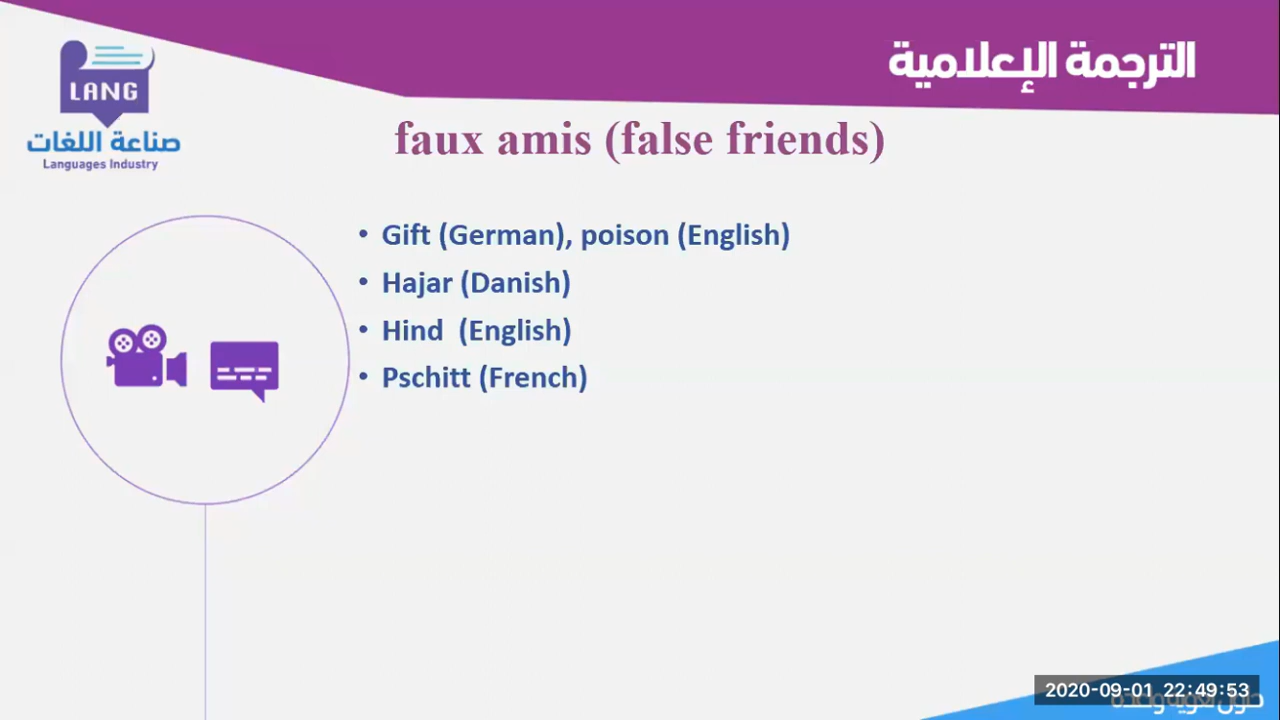 الترجمة الإعلامية
LANG
صناعة اللغات
Languages Industry
faux amis (false friends)
• Gift (German), poison (English)
• Hajar (Danish)
• Hind (English)
• Pschitt (French)
2020-09-01 22:49:53